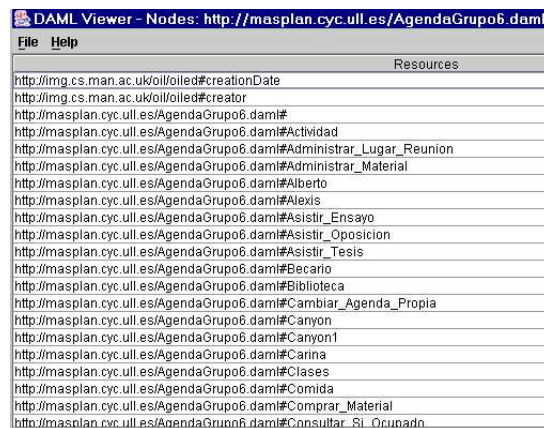 DAML Viewer - Nodes: http://masplan.cyc.ull.es/AgendaGrupo6.daml
File Help
Resources
http://img.cs.man.ac.uk/oil/oiled#creationDate
http://img.cs.man.ac.uk/oil/oiled#creator
http://masplan.cyc.ull.es/AgendaGrupo6.daml#
http://masplan.cyc.ull.es/AgendaGrupo6.daml#Actividad
http://masplan.cyc.ull.es/AgendaGrupo6.daml#Administrar_Lugar_Reunion
http://masplan.cyc.ull.es/AgendaGrupo6.daml#Administrar_Material
http://masplan.cyc.ull.es/AgendaGrupo6.daml#Alberto
http://masplan.cyc.ull.es/AgendaGrupo6.daml#Alexis
http://masplan.cyc.ull.es/AgendaGrupo6.daml#Asistir_Ensayo
http://masplan.cyc.ull.es/AgendaGrupo6.daml#Asistir_Oposicion
http://masplan.cyc.ull.es/AgendaGrupo6.daml#Asistir_Tesis
http://masplan.cyc.ull.es/AgendaGrupo6.daml#Becario
http://masplan.cyc.ull.es/AgendaGrupo6.daml#Biblioteca
http://masplan.cyc.ull.es/AgendaGrupo6.daml#Cambiar_Agenda_Propia
http://masplan.cyc.ull.es/AgendaGrupo6.daml#Canyon
http://masplan.cyc.ull.es/AgendaGrupo6.daml#Canyon1
http://masplan.cyc.ull.es/AgendaGrupo6.daml#Carina
http://masplan.cyc.ull.es/AgendaGrupo6.daml#Clases
http://masplan.cyc.ull.es/AgendaGrupo6.daml#Comida
http://masplan.cyc.ull.es/AgendaGrupo6.daml#Comprar_Material
http://masplan.cyc.ull.es/AgendaGrupo6.daml#Consultar_Si_Ocupado